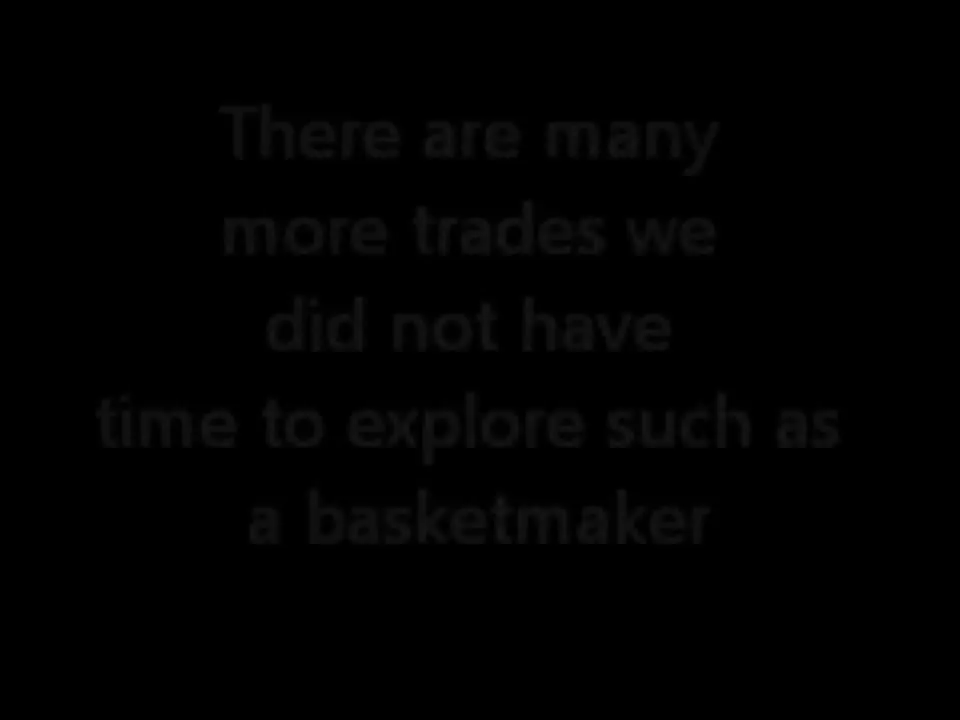 There are many
more trades we
did not have
time to explore such as
a basketmaker